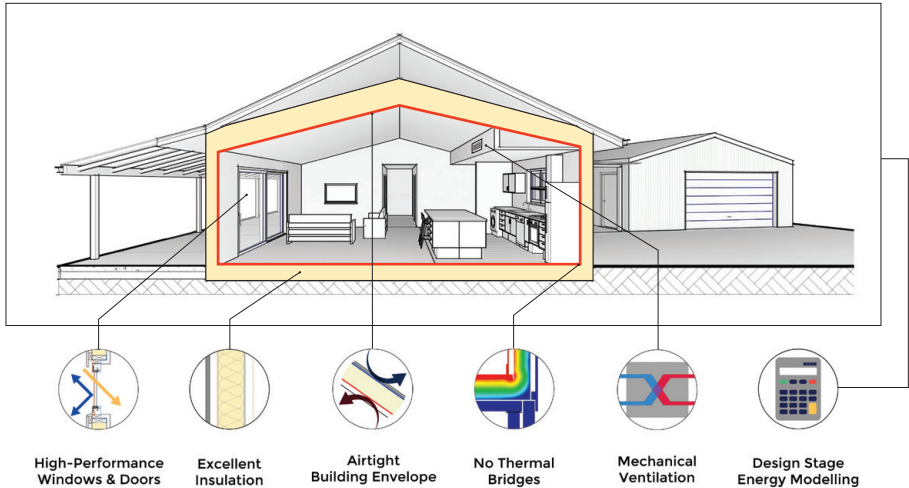 High-Performance
Windows & Doors
Excellent
Insulation
Airtight
Building Envelope
No Thermal
Bridges
Mechanical
Ventilation
Design Stage
Energy Modelling